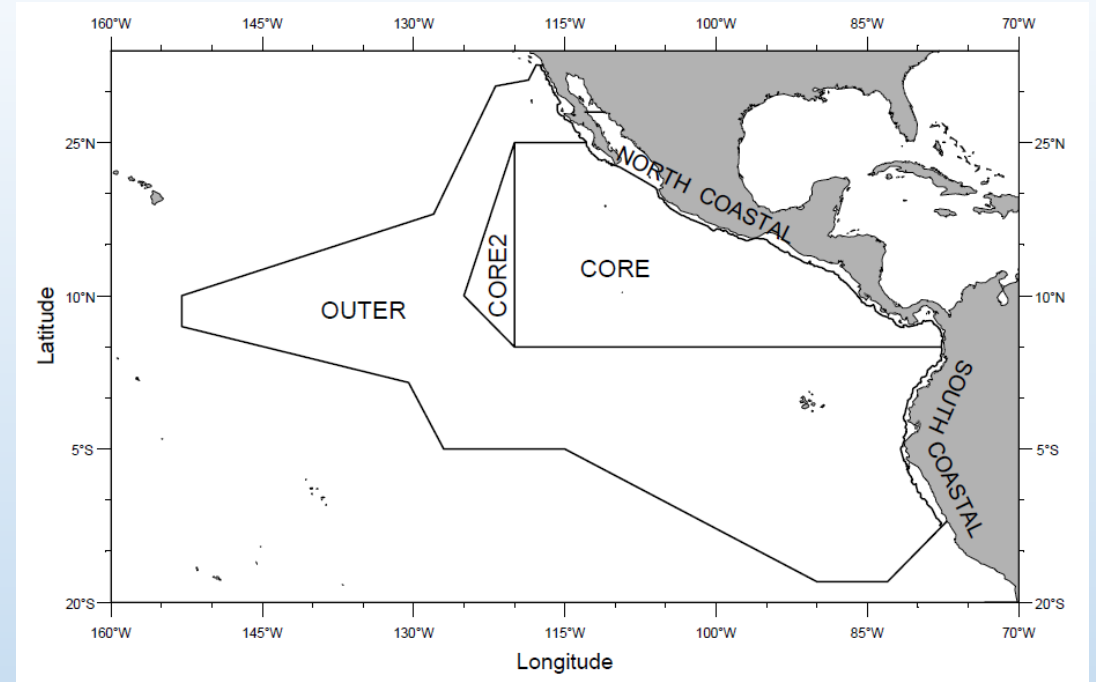 160°W 145°W 130°W 115°W 100°W 85°W 70°W
25°N 25°N
NORTH COASTAL
CORE2
CORE
10°N 10°N
OUTER
Latitude
SOUTH COASTAL
5°S 5°S
20°S 20°S
160°W 145°W 130°W 115°W 100°W 85°W 70°W
Longitude